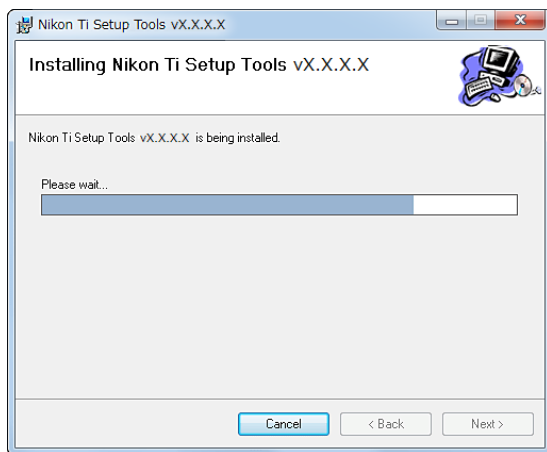 Nikon Ti Setup Tools vX.X.X.X
Installing Nikon Ti Setup Tools vX.X.X.X
Nikon Ti Setup Tools vX.X.X.X is being installed.
Please wait...
Cancel
< Back
Next >